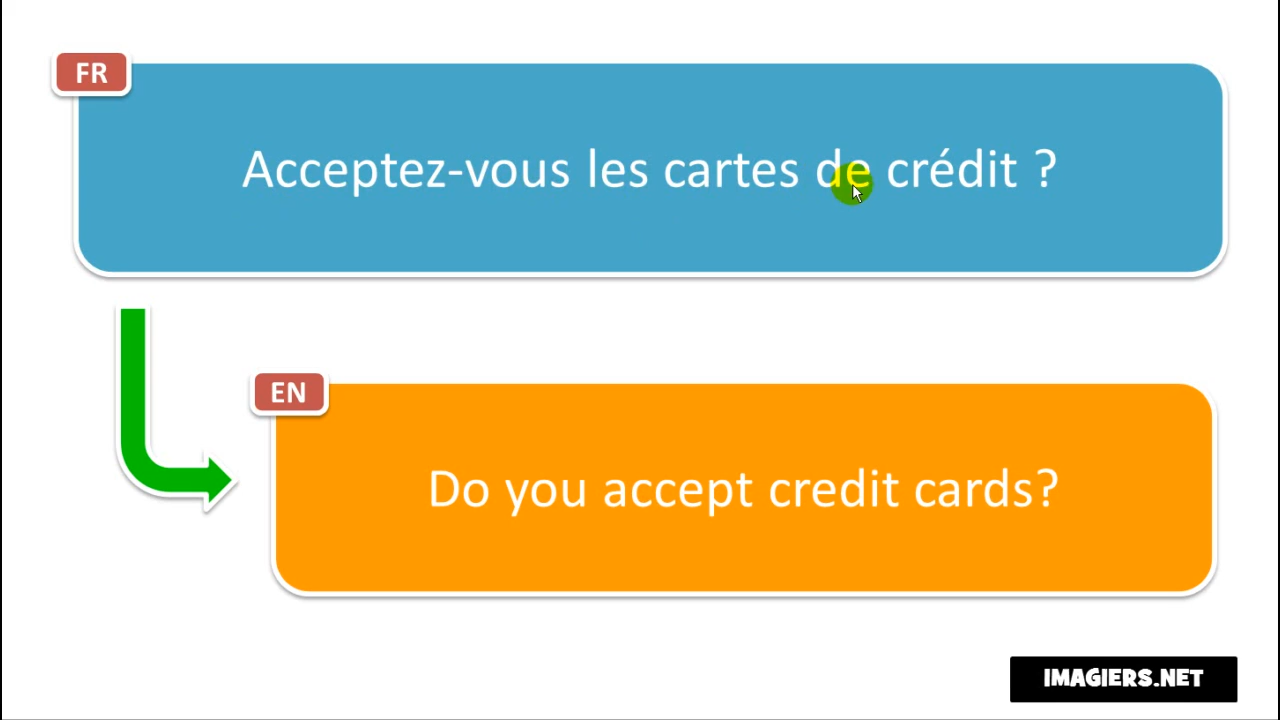 FR
Acceptez-vous les cartes de crédit ?
EN
Do you accept credit cards?
IMAGIERS.NET